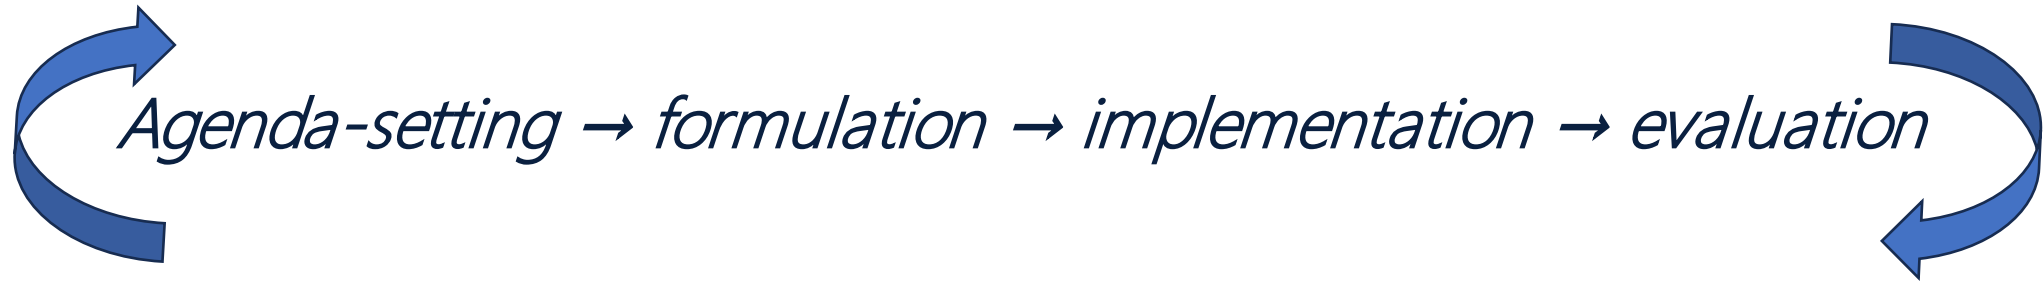 Agenda-setting → formulation → implementation → evaluation